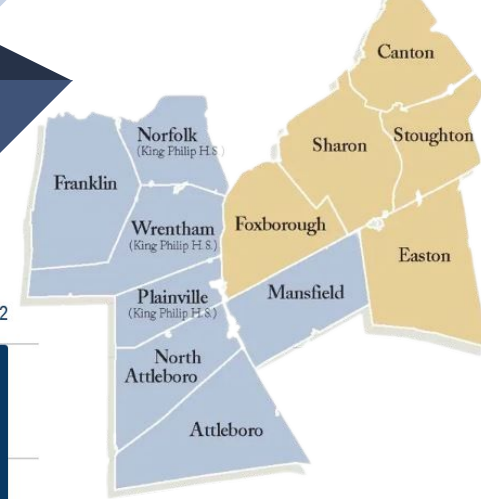 Canton
Norfolk
(King Philip H.S.)
Stoughton
Sharon
Franklin
Foxborough
Wrentham
(King Philip H.S.)
Easton
Mansfield
Plainville
(King Philip H.S.)
2
North
Attleboro
Attleboro